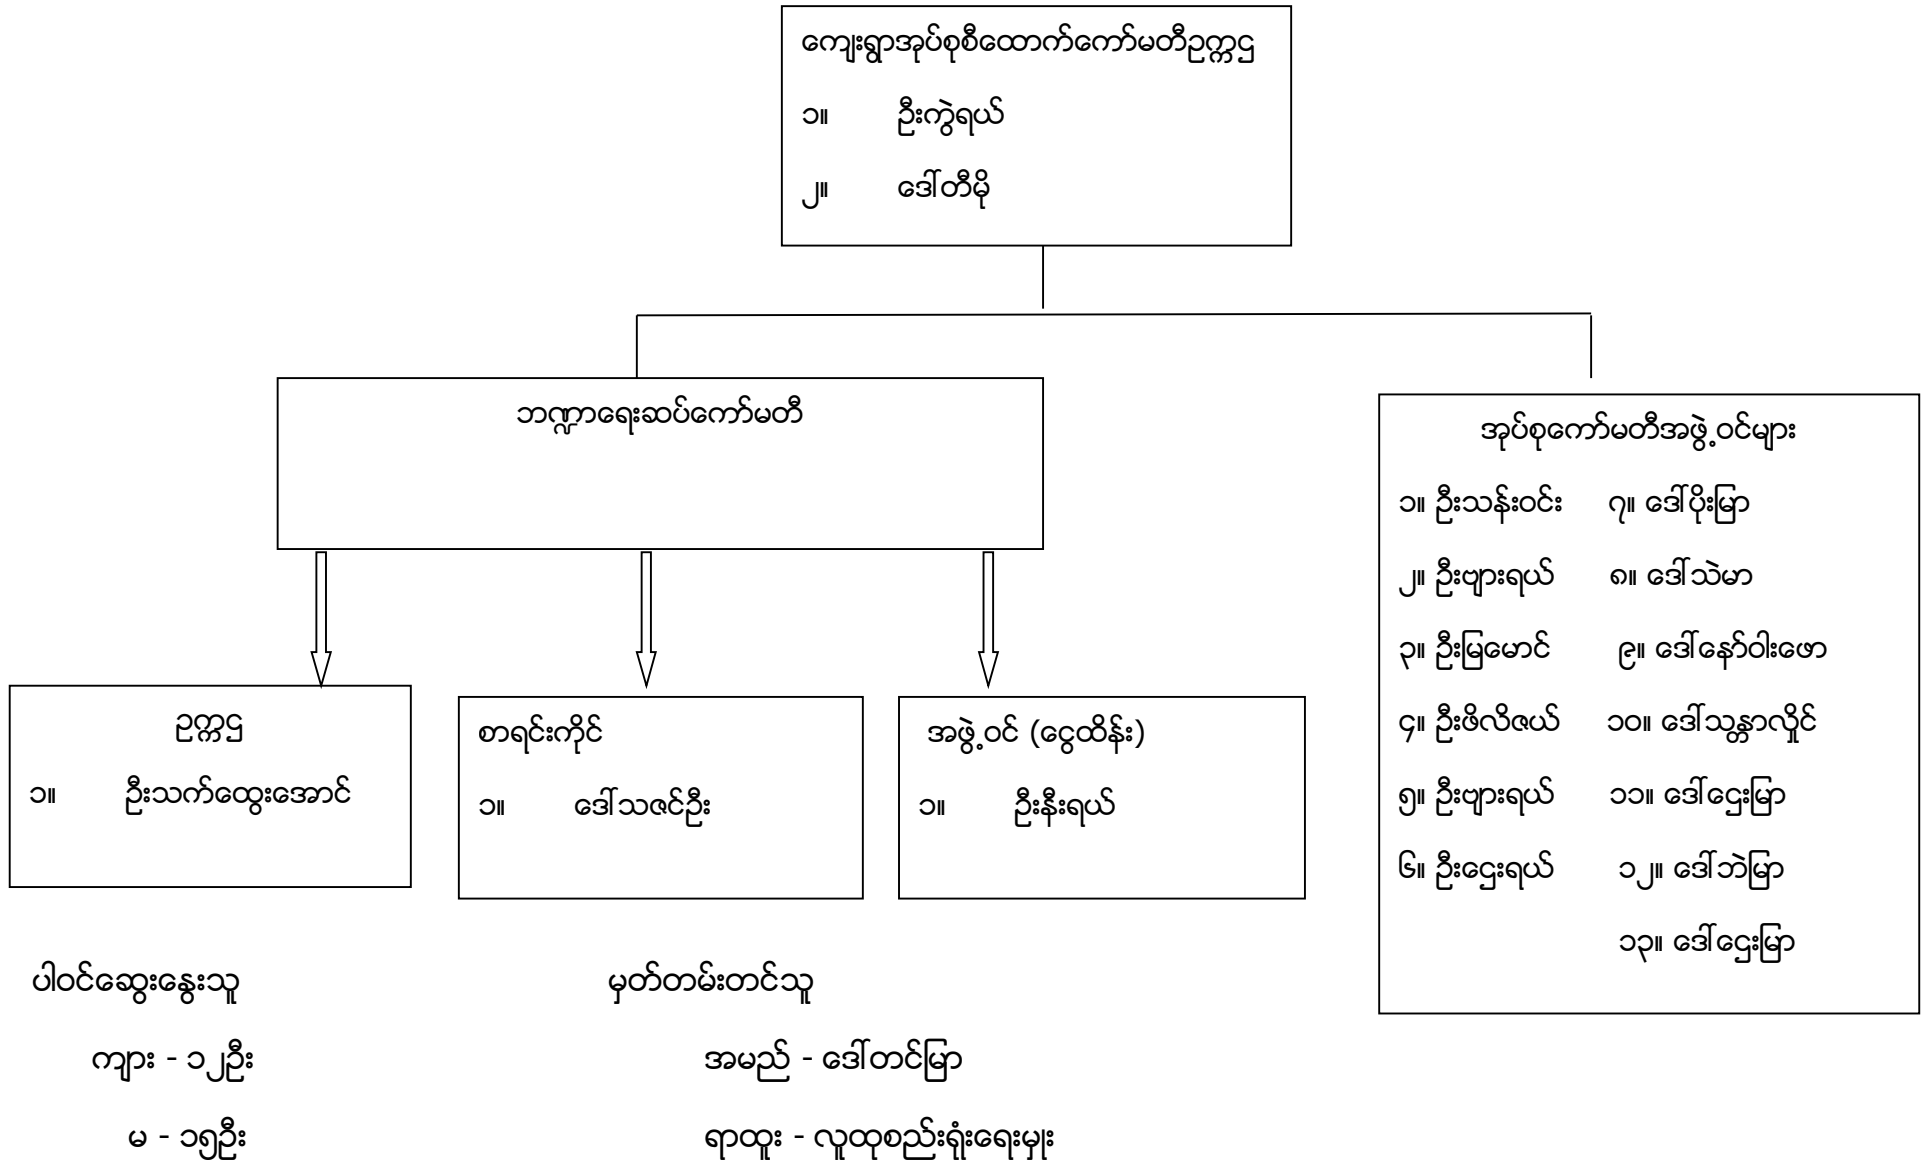 ကျေးရွာအုပ်စုစီထောက်ကော်မတီဥက္ကဌ
၁။ ဦးကွဲရယ်
၂။ ဒေါ်တီမို
ဘဏ္ဍာရေးဆပ်ကော်မတီ
ဥက္ကဌ
၁။ ဦးသက်ထွေးအောင်
စာရင်းကိုင်
၁။ ဒေါ်သဇင်ဦး
အဖွဲ့ဝင် (ငွေထိန်း)
၁။ ဦးနီးရယ်
အုပ်စုကော်မတီအဖွဲ့ဝင်များ
၁။ ဦးသန်းဝင်း ၇။ ဒေါ်ပိုးမြာ
၂။ ဦးဗျားရယ် ၈။ ဒေါ်သဲမာ
၃။ ဦးမြမောင် ၉။ ဒေါ်နော်ဝါးဖော
၄။ ဦးဖိလိဇယ် ၁၀။ ဒေါ်သန္တာလှိုင်
၅။ ဦးဗျားရယ် ၁၁။ ဒေါ်ဌေးမြာ
၆။ ဦးဌေးရယ် ၁၂။ ဒေါ်ဘဲမြာ
၁၃။ ဒေါ်ဌေးမြာ
ပါဝင်ဆွေးနွေးသူ
ကျား - ၁၂ဦး
မ - ၁၅ဦး
မှတ်တမ်းတင်သူ
အမည် - ဒေါ်တင်မြာ
ရာထူး - လူထုစည်းရုံးရေးမှုး